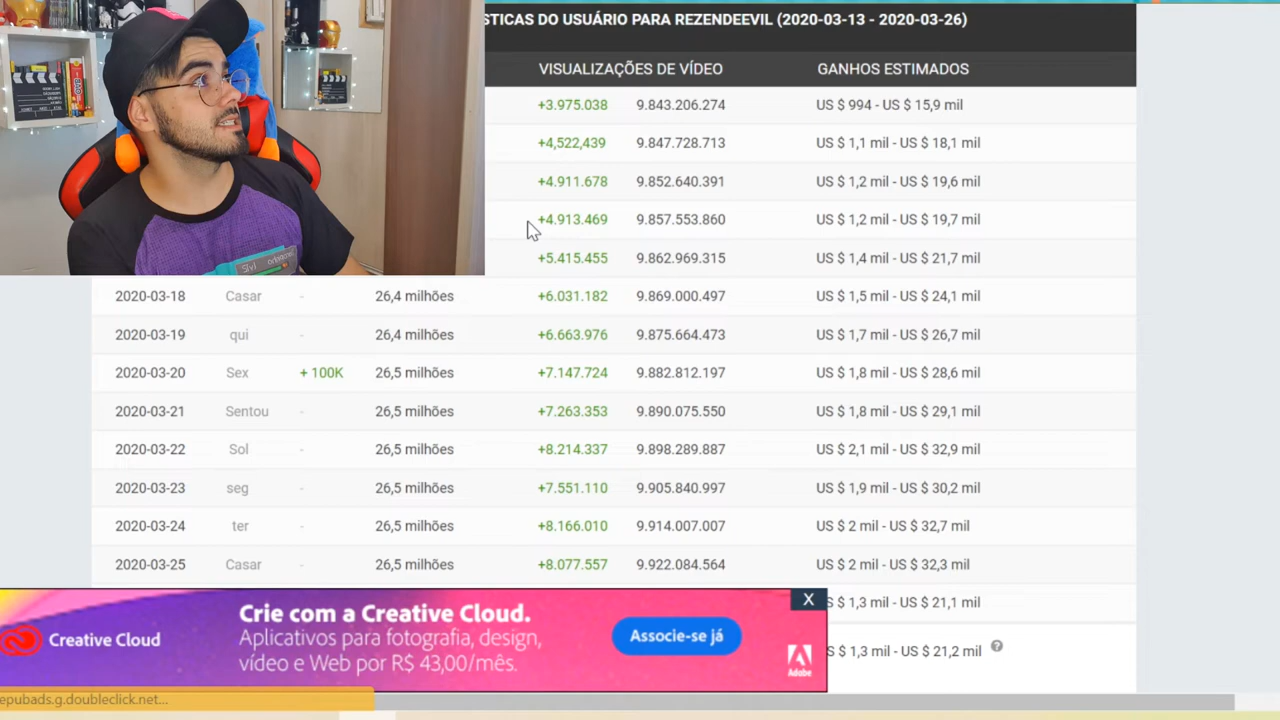 STICAS DO USUÁRIO PARA REZENDEEVIL (2020-03-13 - 2020-03-26)
VISUALIZAÇÕES DE VÍDEO GANHOS ESTIMADOS
+3.975.038 9.843.206.274 US $ 994 - US $ 15,9 mil
+4,522,439 9.847.728.713 US $ 1,1 mil - US $ 18,1 mil
+4.911.678 9.852.640.391 US $ 1,2 mil - US $ 19,6 mil
+4.913.469 9.857.553.860 US $ 1,2 mil - US $ 19,7 mil
+5.415.455 9.862.969.315 US $ 1,4 mil - US $ 21,7 mil
2020-03-18 Casar - 26,4 milhões +6.031.182 9.869.000.497 US $ 1,5 mil - US $ 24,1 mil
2020-03-19 qui - 26,4 milhões +6.663.976 9.875.664.473 US $ 1,7 mil - US $ 26,7 mil
2020-03-20 Sex + 100K 26,5 milhões +7.147.724 9.882.812.197 US $ 1,8 mil - US $ 28,6 mil
2020-03-21 Sentou - 26,5 milhões +7.263.353 9.890.075.550 US $ 1,8 mil - US $ 29,1 mil
2020-03-22 Sol - 26,5 milhões +8.214.337 9.898.289.887 US $ 2,1 mil - US $ 32,9 mil
2020-03-23 seg - 26,5 milhões +7.551.110 9.905.840.997 US $ 1,9 mil - US $ 30,2 mil
2020-03-24 ter - 26,5 milhões +8.166.010 9.914.007.007 US $ 2 mil - US $ 32,7 mil
2020-03-25 Casar - 26,5 milhões +8.077.557 9.922.084.564 US $ 2 mil - US $ 32,3 mil
S $ 1,3 mil - US $ 21,1 mil
S $ 1,3 mil - US $ 21,2 mil ?
X
Crie com a Creative Cloud.
Creative Cloud
Aplicativos para fotografia, design,
vídeo e Web por R$ 43,00/mês.
Associe-se já
Adobe
epubads.g.doubleclick.net...